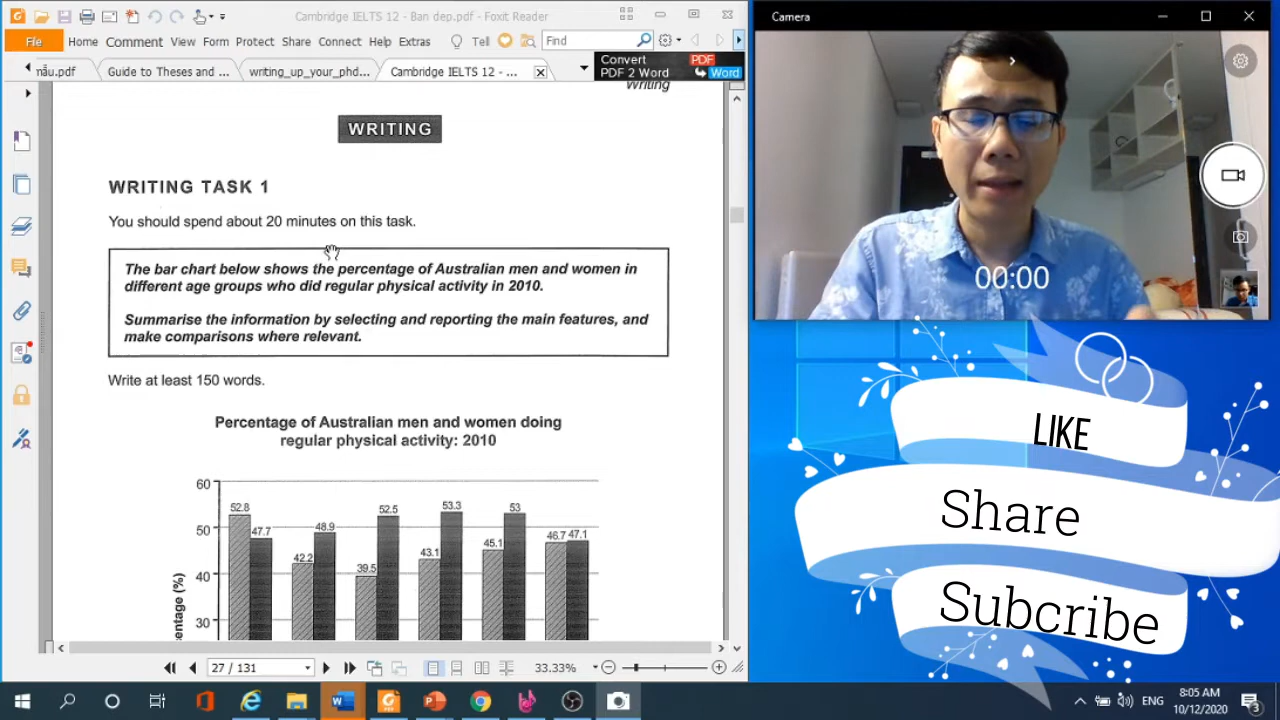 Cambridge IELTS 12 - Ban dep.pdf - Foxit Reader
File Home Comment View Form Protect Share Connect Help Extras Tell Find
mẫu.pdf Guide to Theses and ... writing_up_your_phd... Cambridge IELTS 12 - ...
Convert PDF
PDF 2 Word Word
Writing
WRITING
WRITING TASK 1
You should spend about 20 minutes on this task.
The bar chart below shows the percentage of Australian men and women in
different age groups who did regular physical activity in 2010.
Summarise the information by selecting and reporting the main features, and
make comparisons where relevant.
Write at least 150 words.
Percentage of Australian men and women doing
regular physical activity: 2010
60
50
40
30
entage (%)
52.8 47.7 42.2 48.9 39.5 52.5 43.1 53.3 45.1 53 46.7 47.1
27 / 131
33.33%
Camera
00:00
LIKE
Share
Subcribe
ENG
8:05 AM
10/12/2020
3